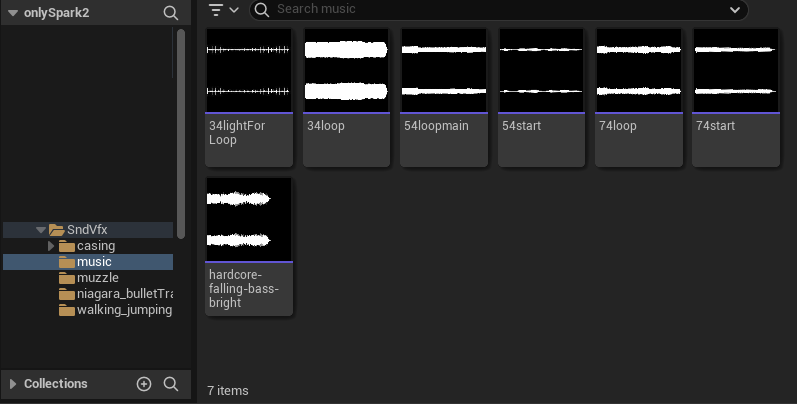 onlySpark2
Search music
34lightFor
Loop
34loop
54loopmain
54start
74loop
74start
SndVfx
casing
music
muzzle
niagara_bulletTra
walking_jumping
hardcore-
falling-bass-
bright
Collections
7 items